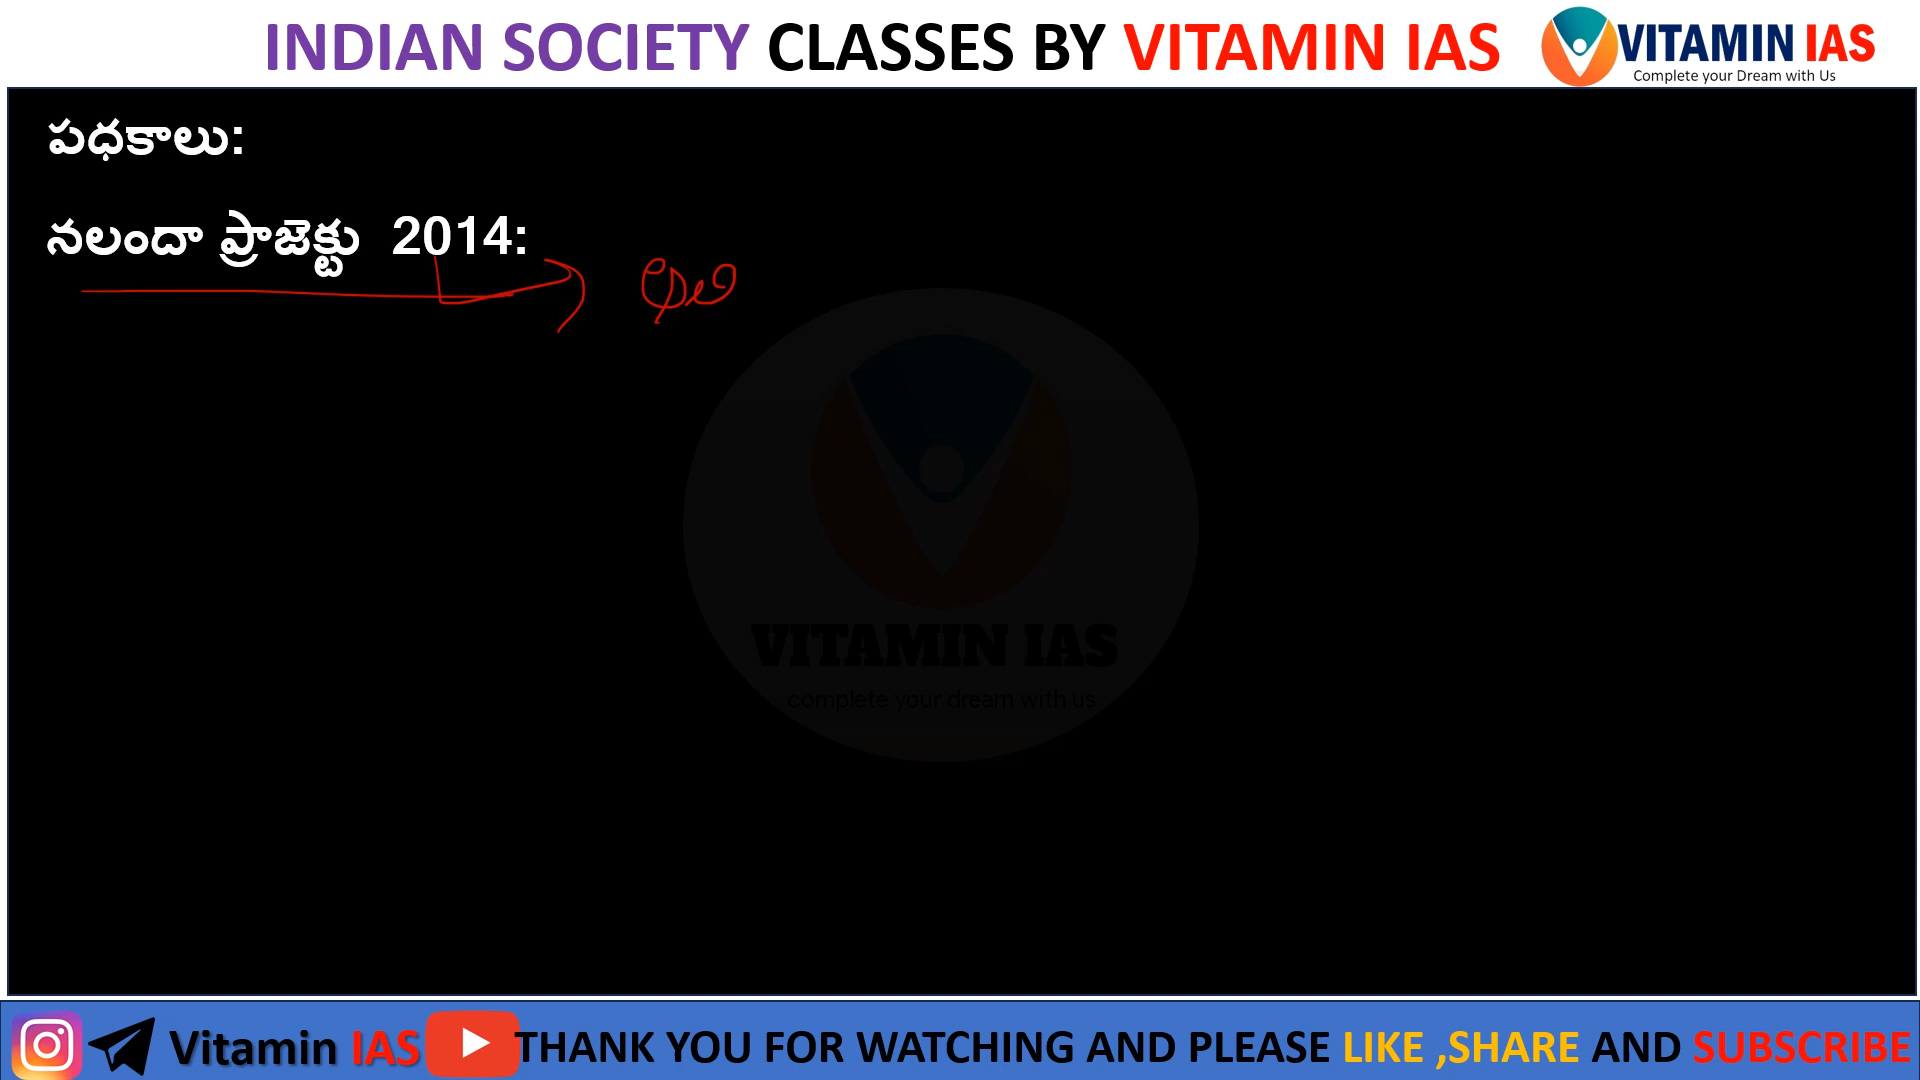 INDIAN SOCIETY CLASSES BY VITAMIN IAS
VITAMIN IAS
Complete your Dream with Us
పధకాలు:
నలందా ప్రాజెక్టు 2014:
VITAMIN IAS
complete your dream with us
Vitamin IAS THANK YOU FOR WATCHING AND PLEASE LIKE ,SHARE AND SUBSCRIBE